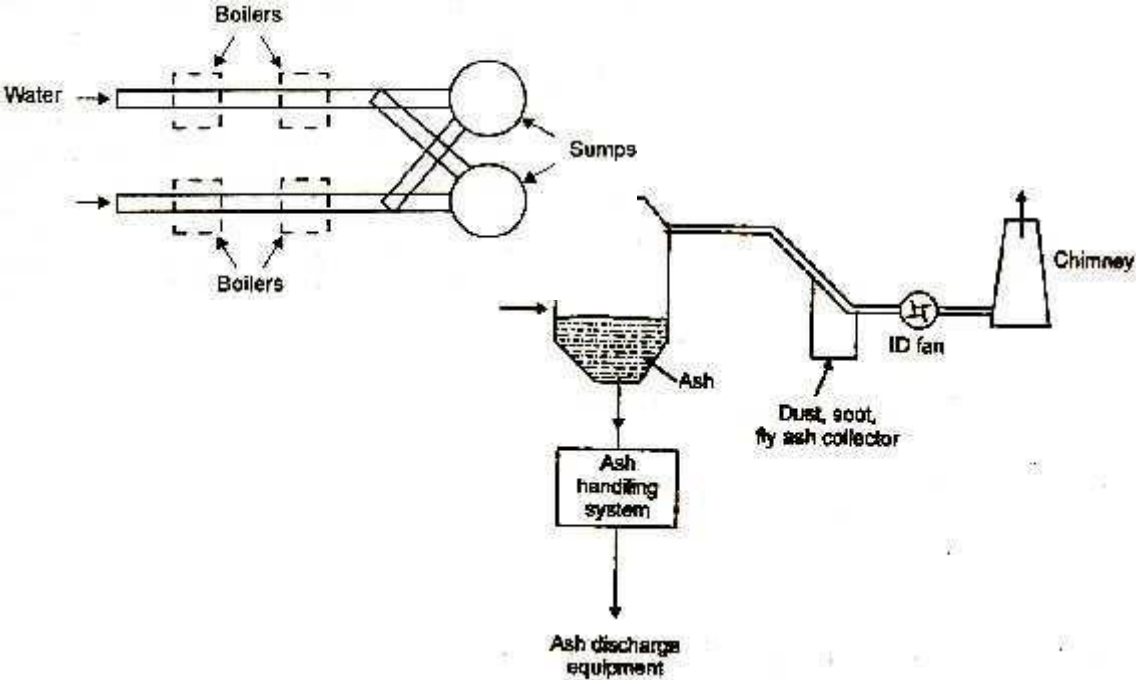 Boilers
Water
Sumps
Boilers
Chimney
ID fan
Ash
Dust, soot,
fly ash collector
Ash
handling
system
Ash discharge
equipment